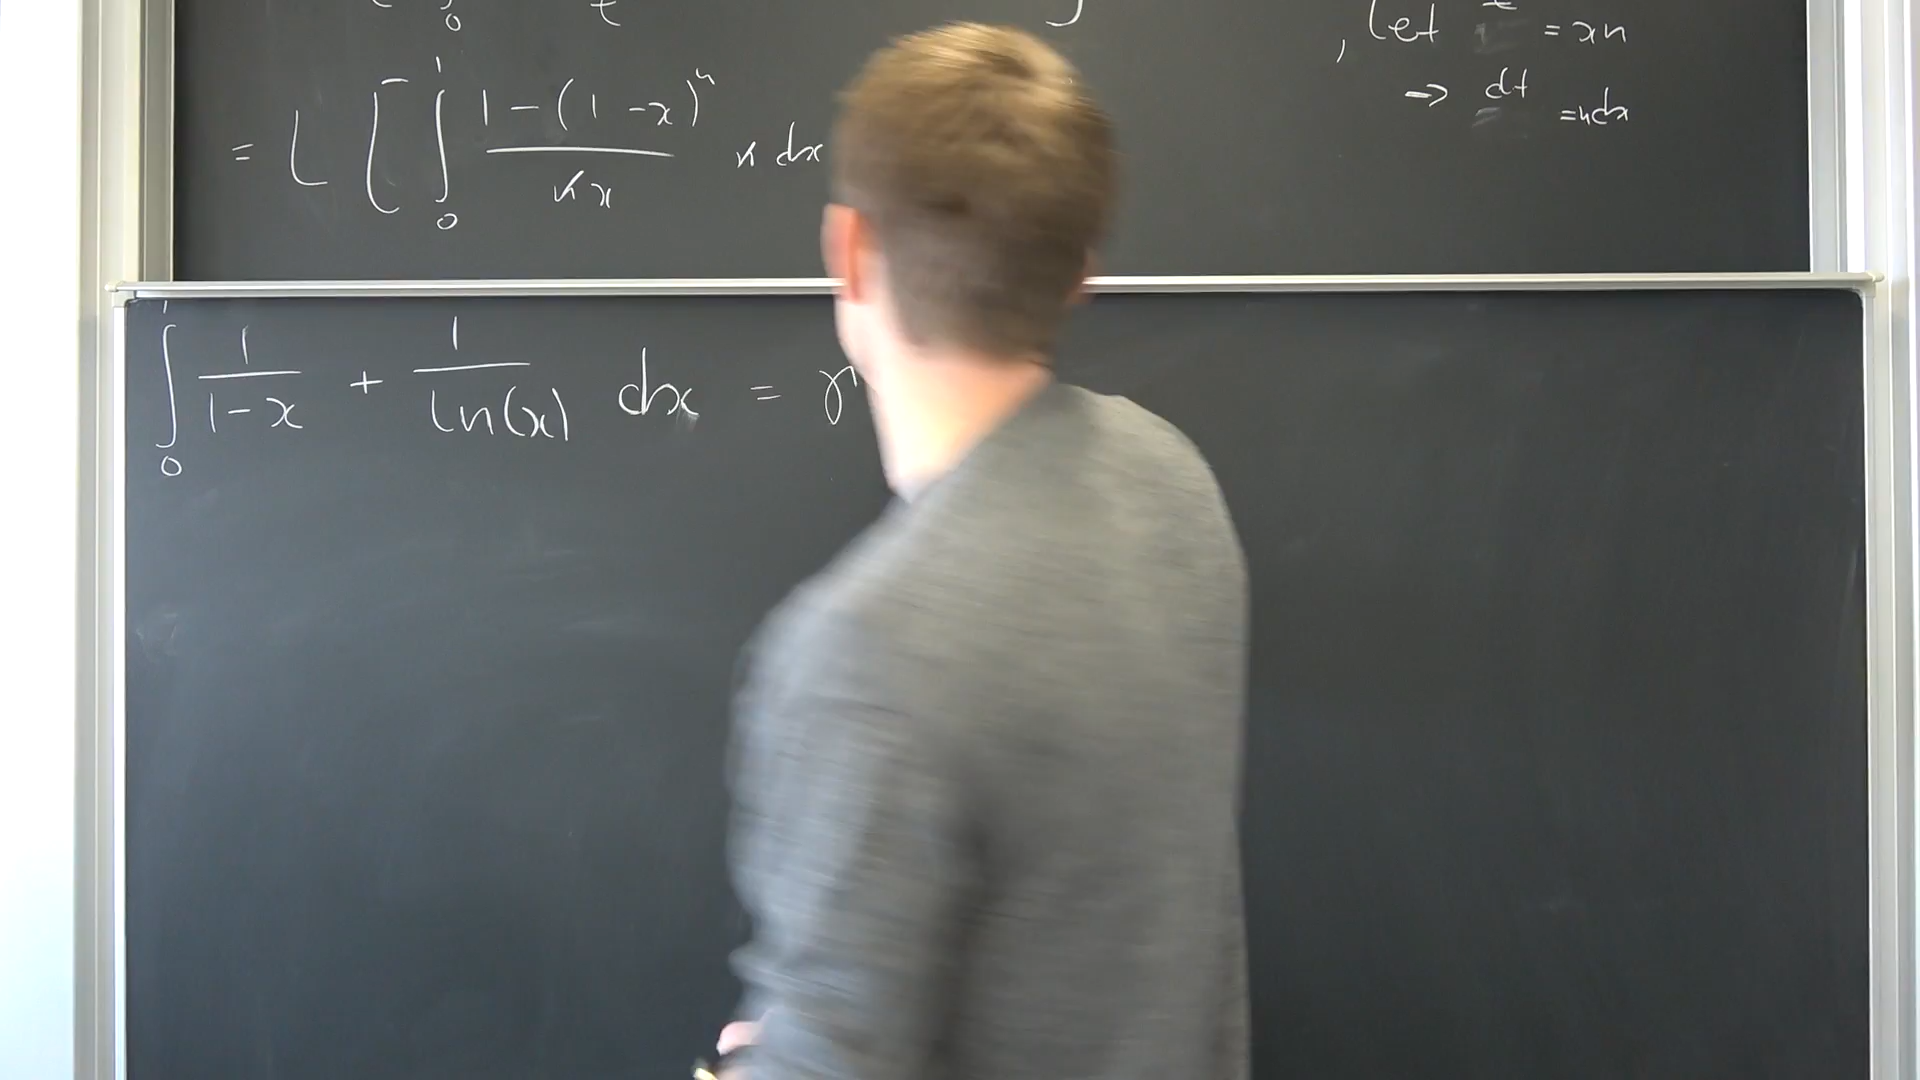 , let = xn
⇒ dt = ndx
= L [ ∫₀¹ (1 - (1 - x)ⁿ)/(nx) n dx
∫₀¹ 1/(1-x) + 1/ln(x) dx = γ